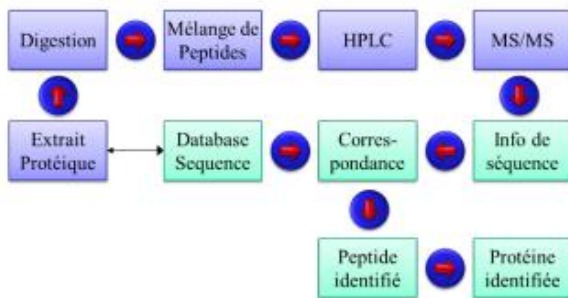 Digestion
Mélange de
Peptides
HPLC
MS/MS
Extrait
Protéique
Database
Sequence
Corres-
pondance
Info de
séquence
Peptide
identifié
Protéine
identifiée